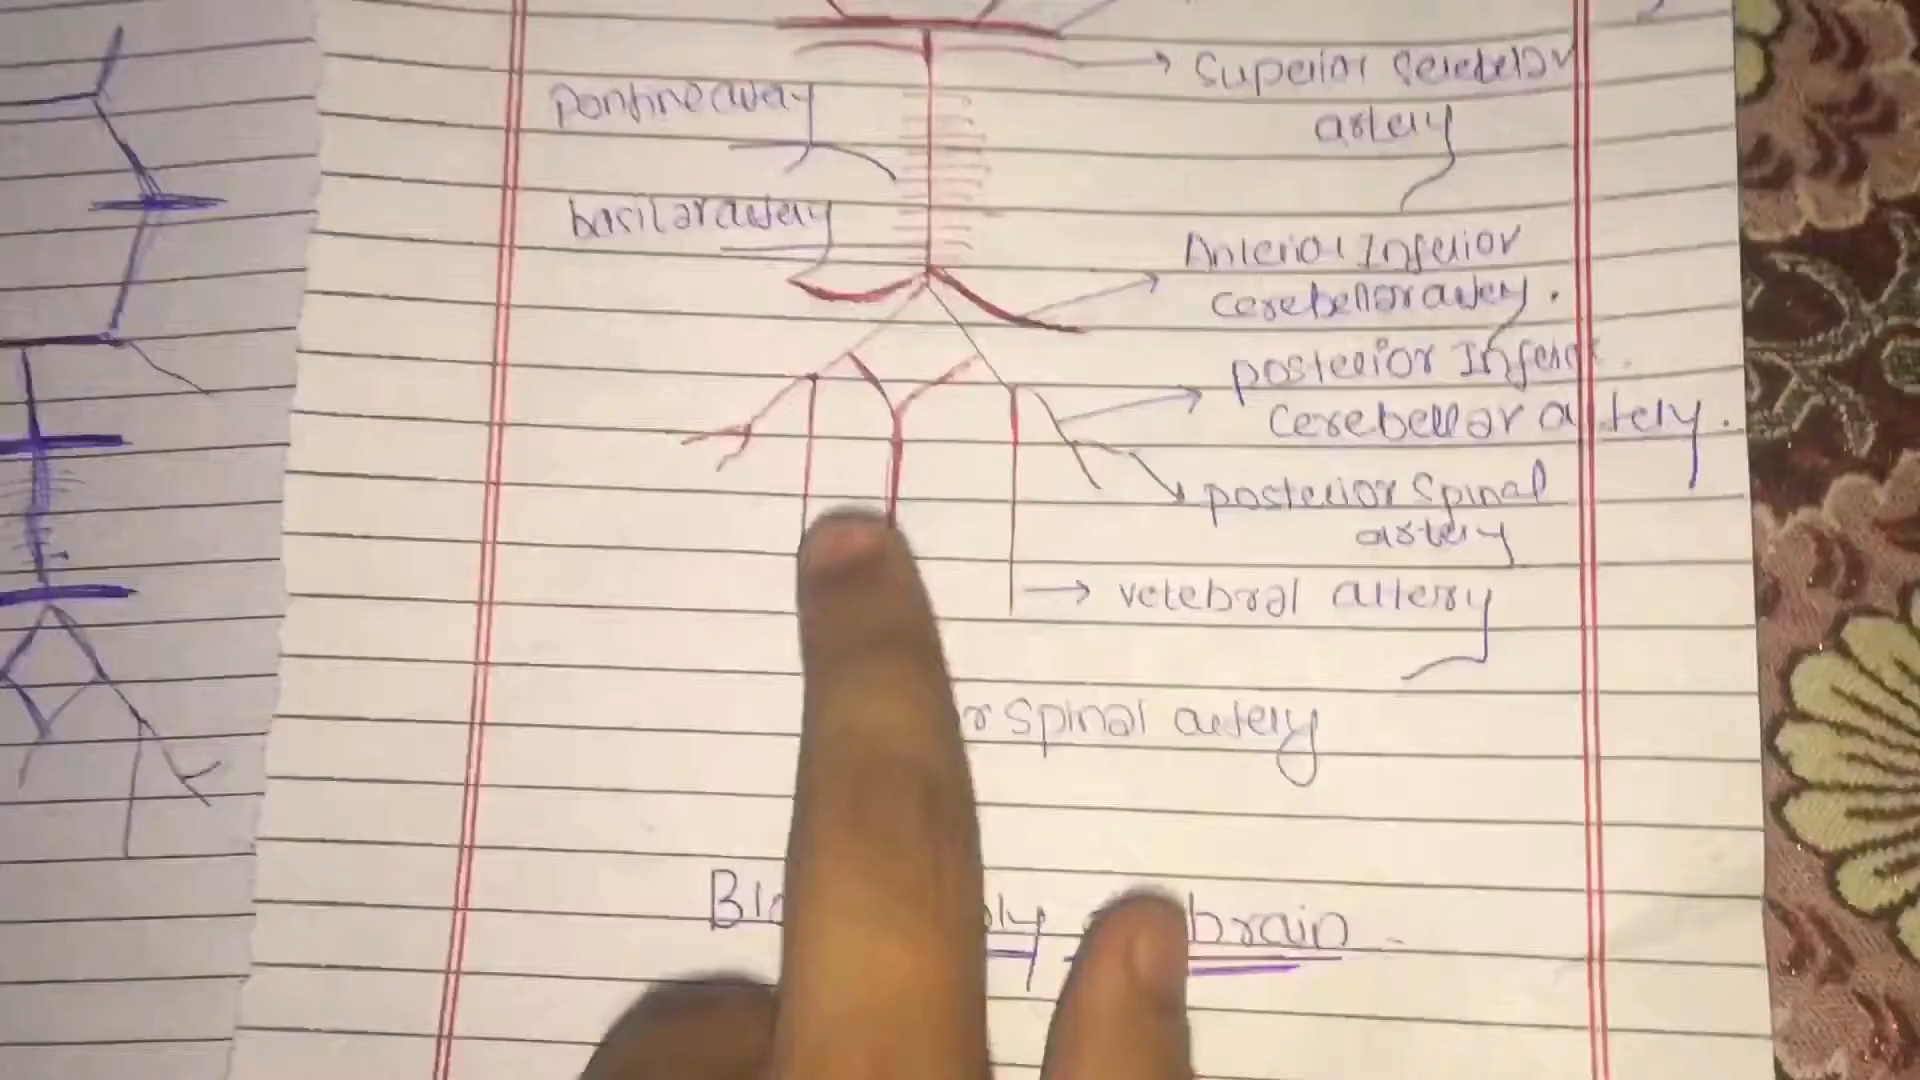 Superior Cerebellar
artery
Pontine artery
basilar artery
Anterior Inferior
cerebellar artery.
posterior Inferior
cerebellar artery.
posterior spinal
artery
→ vetebral artery
r Spinal artery
brain